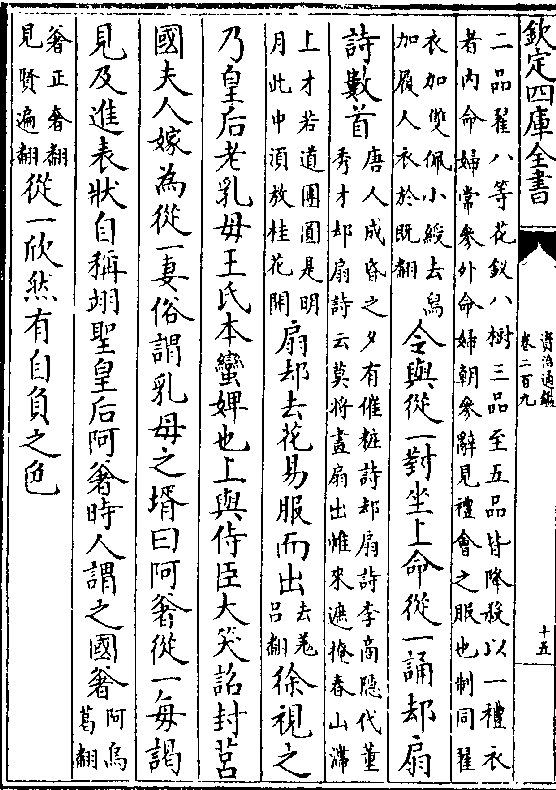 欽定四庫全書
資治通鑑
卷二百九
十五
二品翟八等花釵八樹三品至五品皆降殺以一禮衣
者内命婦常參外命婦朝參辭見禮會之服也制同翟
衣加雙佩小綬去舄
加履人衣於既翻
令與從一對坐上命從一誦却扇
詩數首
唐人成昏之夕有催粧詩却扇詩李商隱代董
秀才却扇詩云莫將畫扇出帷來遮掩春山滯
上才若道團圓是明
月此中須放桂花開
扇却去花易服而出
去羌
吕翻
徐視之
乃皇后老乳母王氏本蠻婢也上與侍臣大笑詔封莒
國夫人嫁為從一妻俗謂乳母之壻曰阿㸙從一每謁
見及進表狀自稱翊聖皇后阿㸙時人謂之國㸙
阿烏
葛翻
㸙正奢翻
見賢遍翻
從一欣然有自負之色